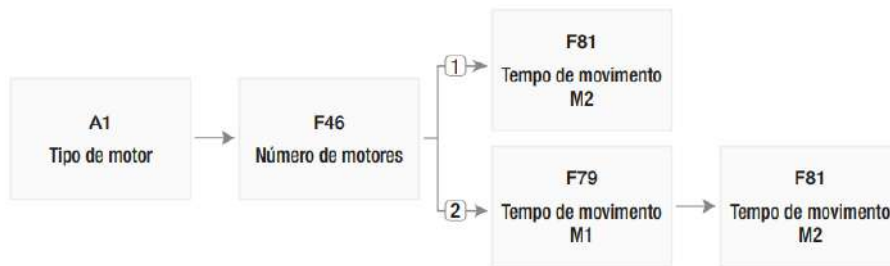 A1
Tipo de motor
F46
Número de motores
1
F81
Tempo de movimento
M2
2
F79
Tempo de movimento
M1
F81
Tempo de movimento
M2